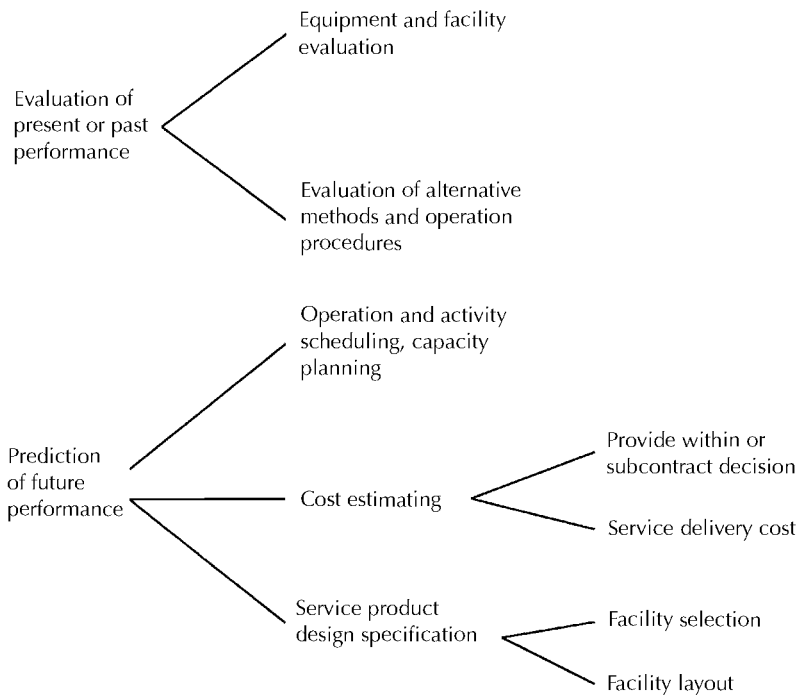 Equipment and facility
evaluation
Evaluation of
present or past
performance
Evaluation of alternative
methods and operation
procedures
Operation and activity
scheduling, capacity
planning
Prediction
of future
performance
Cost estimating
Provide within or
subcontract decision
Service delivery cost
Service product
design specification
Facility selection
Facility layout